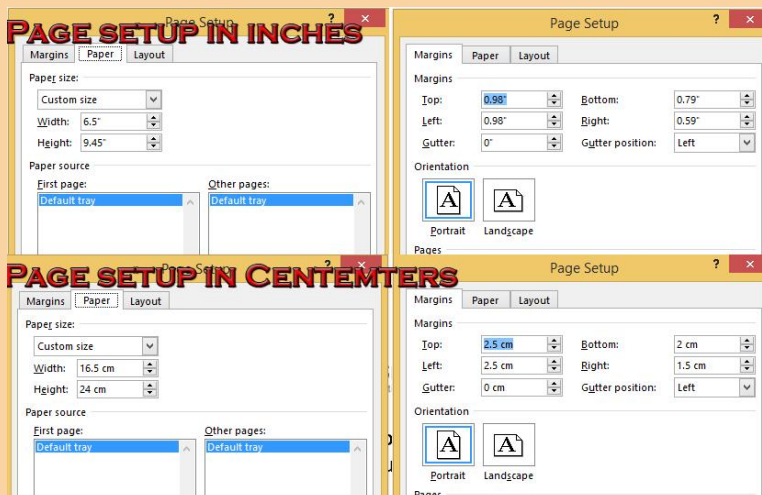 Page Setup ? ×
PAGE SETUP IN INCHES
Margins Paper Layout
Paper size:
Custom size
Width: 6.5"
Height: 9.45"
Paper source
First page: Other pages:
Default tray Default tray
Page Setup ? ×
Margins Paper Layout
Margins
Top: 0.98" Bottom: 0.79"
Left: 0.98" Right: 0.59"
Gutter: 0" Gutter position: Left
Orientation
A A
Portrait Landscape
Pages
Page Setup ? ×
PAGE SETUP IN CENTEMTERS
Margins Paper Layout
Paper size:
Custom size
Width: 16.5 cm
Height: 24 cm
Paper source
First page: Other pages:
Default tray Default tray
Page Setup ? ×
Margins Paper Layout
Margins
Top: 2.5 cm Bottom: 2 cm
Left: 2.5 cm Right: 1.5 cm
Gutter: 0 cm Gutter position: Left
Orientation
A A
Portrait Landscape
Pages